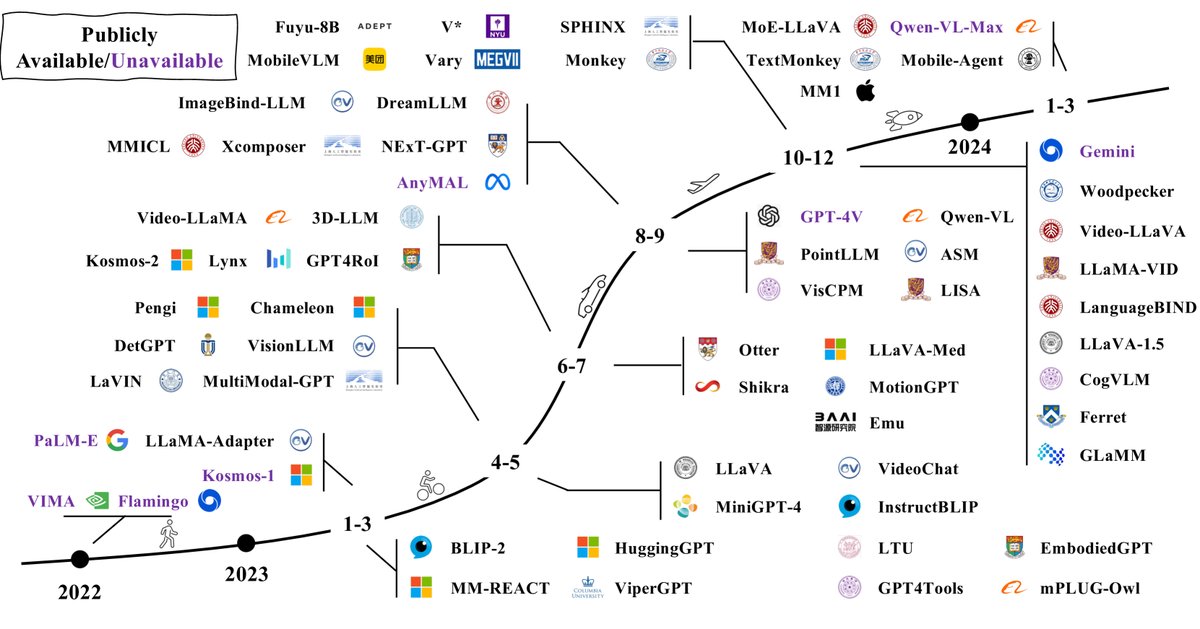 Publicly
Available/Unavailable
Fuyu-8B ADEPT V* NYU
MobileVLM 美团 Vary MEGVII
SPHINX
Monkey
MoE-LLaVA Qwen-VL-Max
TextMonkey Mobile-Agent
MM1
ImageBind-LLM DreamLLM
MMICL Xcomposer NExT-GPT
AnyMAL
Video-LLaMA 3D-LLM
Kosmos-2 Lynx GPT4RoI
Pengi Chameleon
DetGPT VisionLLM
LaVIN MultiModal-GPT
PaLM-E LLaMA-Adapter
Kosmos-1
VIMA Flamingo
2022
2023
1-3
4-5
6-7
8-9
10-12
2024
1-3
BLIP-2 HuggingGPT
MM-REACT COLUMBIA UNIVERSITY ViperGPT
LLaVA VideoChat
MiniGPT-4 InstructBLIP
LTU EmbodiedGPT
GPT4Tools mPLUG-Owl
Otter LLaVA-Med
Shikra MotionGPT
BAAI
智源研究院 Emu
GPT-4V Qwen-VL
PointLLM ASM
VisCPM LISA
Gemini
Woodpecker
Video-LLaVA
LLaMA-VID
LanguageBIND
LLaVA-1.5
CogVLM
Ferret
GLaMM